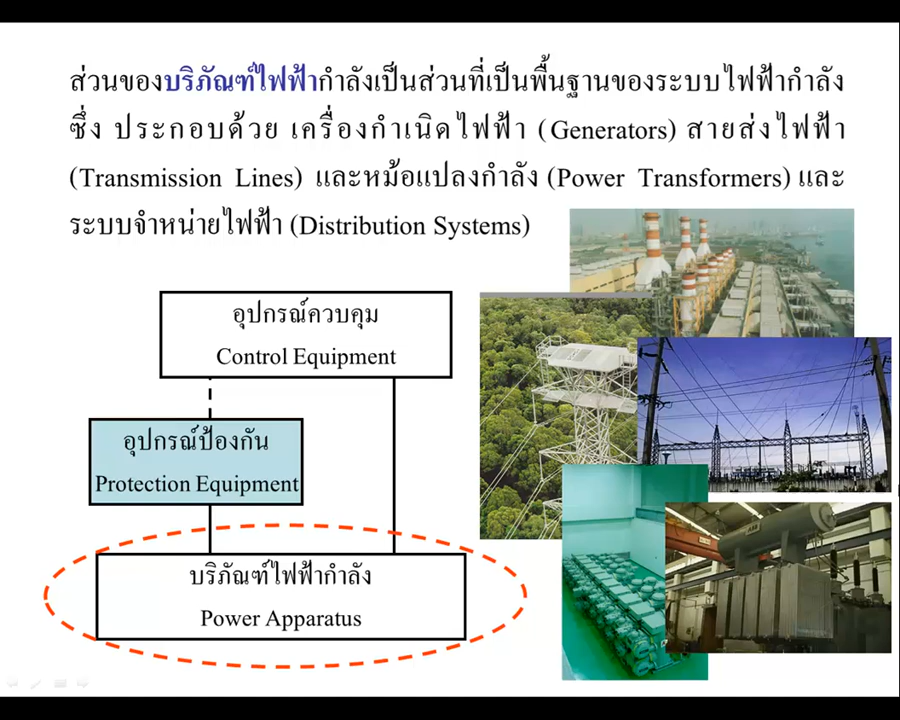 ส่วนของบริภัณฑ์ไฟฟ้ากำลังเป็นส่วนที่เป็นพื้นฐานของระบบไฟฟ้ากำลัง
ซึ่ง ประกอบด้วย เครื่องกำเนิดไฟฟ้า (Generators) สายส่งไฟฟ้า
(Transmission Lines) และหม้อแปลงกำลัง (Power Transformers) และ
ระบบจำหน่ายไฟฟ้า (Distribution Systems)
อุปกรณ์ควบคุม
Control Equipment
อุปกรณ์ป้องกัน
Protection Equipment
บริภัณฑ์ไฟฟ้ากำลัง
Power Apparatus